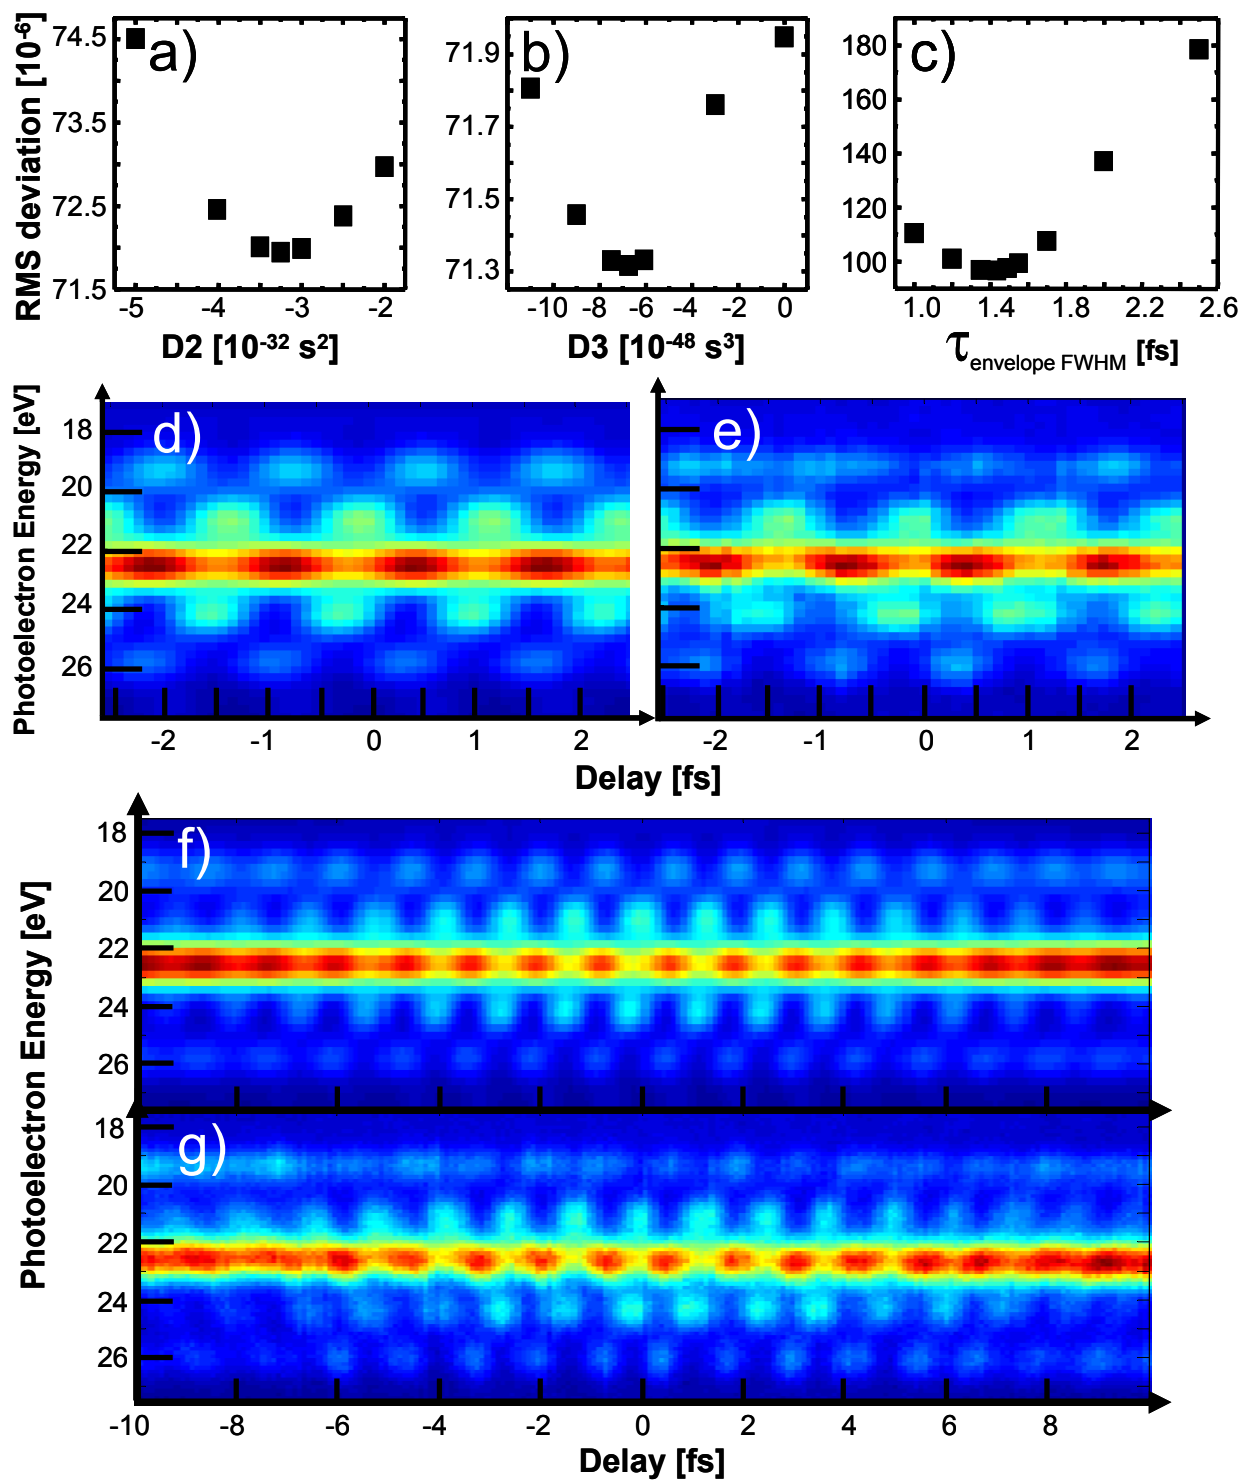 RMS deviation [10⁻⁶]
a)
74.5
73.5
72.5
71.5
-5 -4 -3 -2
D2 [10⁻³² s²]
b)
71.9
71.7
71.5
71.3
-10 -8 -6 -4 -2 0
D3 [10⁻⁴⁸ s³]
c)
180
160
140
120
100
1.0 1.4 1.8 2.2 2.6
τ envelope FWHM [fs]
Photoelectron Energy [eV]
d)
18
20
22
24
26
-2 -1 0 1 2
e)
-2 -1 0 1 2
Delay [fs]
Photoelectron Energy [eV]
f)
18
20
22
24
26
g)
18
20
22
24
26
-10 -8 -6 -4 -2 0 2 4 6 8
Delay [fs]